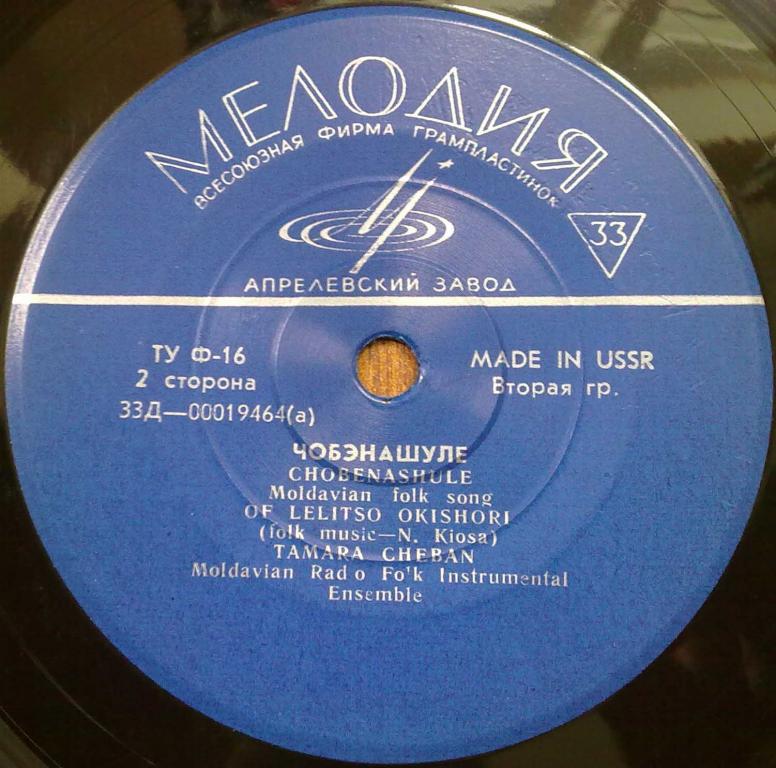 МЕЛОДИЯ
ВСЕСОЮЗНАЯ ФИРМА ГРАМПЛАСТИНОК
33
АПРЕЛЕВСКИЙ ЗАВОД
ТУ Ф-16
2 сторона
33Д—00019464(а)
MADE IN USSR
Вторая гр.
ЧОБЭНАШУЛЕ
CHOBENASHULE
Moldavian folk song
OF LELITSO OKISHORI
(folk music—N. Kiosa)
TAMARA CHEBAN
Moldavian Rad o Fo'k Instrumental
Ensemble